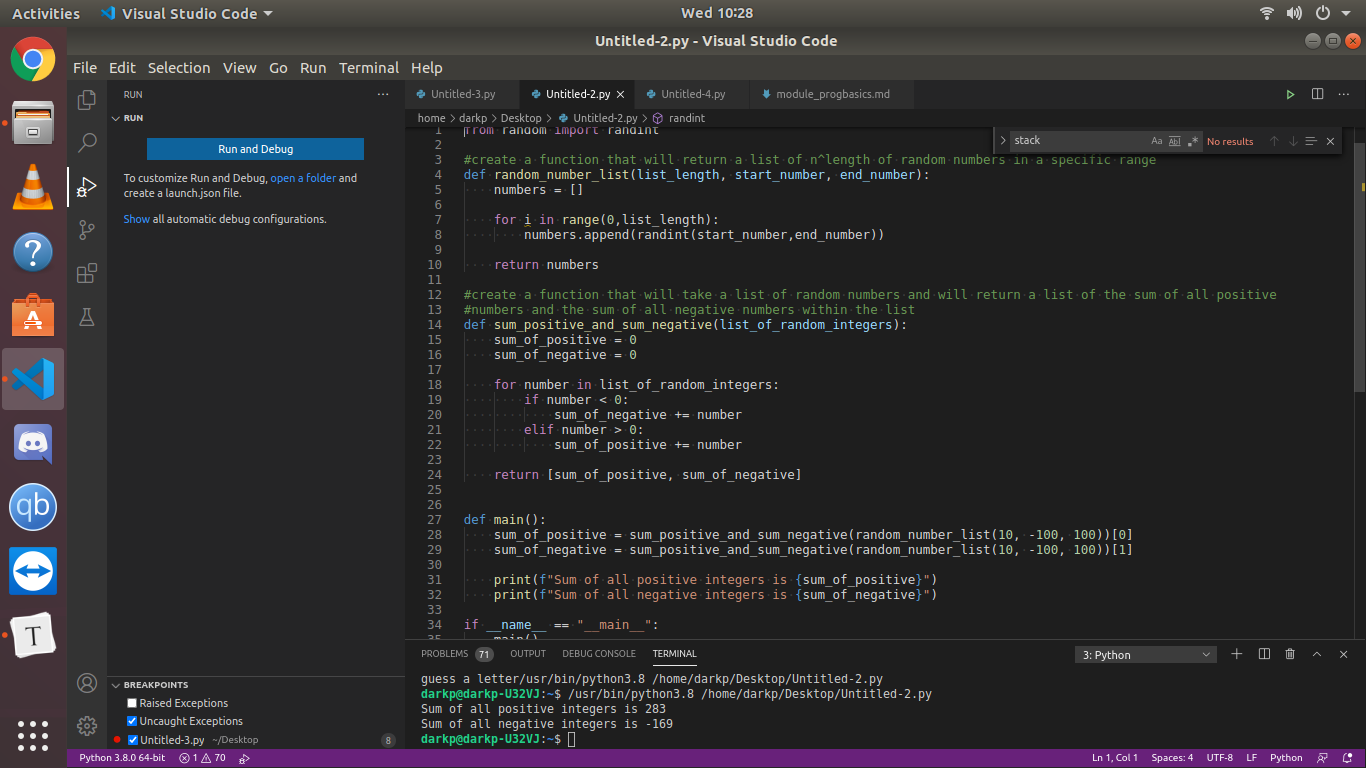 Activities Visual Studio Code Wed 10:28
Untitled-2.py - Visual Studio Code
File Edit Selection View Go Run Terminal Help
RUN ···
RUN
Run and Debug
To customize Run and Debug, open a folder and
create a launch.json file.
Show all automatic debug configurations.
BREAKPOINTS
Raised Exceptions
Uncaught Exceptions
Untitled-3.py ~/Desktop 8
Untitled-3.py Untitled-2.py Untitled-4.py module_progbasics.md
home > darkp > Desktop > Untitled-2.py > randint
stack Aa Abl .* No results
1 from random import randint
2
3 #create a function that will return a list of n^length of random numbers in a specific range
4 def random_number_list(list_length, start_number, end_number):
5 numbers = []
6
7 for i in range(0,list_length):
8 numbers.append(randint(start_number,end_number))
9
10 return numbers
11
12 #create a function that will take a list of random numbers and will return a list of the sum of all positive
13 #numbers and the sum of all negative numbers within the list
14 def sum_positive_and_sum_negative(list_of_random_integers):
15 sum_of_positive = 0
16 sum_of_negative = 0
17
18 for number in list_of_random_integers:
19 if number < 0:
20 sum_of_negative += number
21 elif number > 0:
22 sum_of_positive += number
23
24 return [sum_of_positive, sum_of_negative]
25
26
27 def main():
28 sum_of_positive = sum_positive_and_sum_negative(random_number_list(10, -100, 100))[0]
29 sum_of_negative = sum_positive_and_sum_negative(random_number_list(10, -100, 100))[1]
30
31 print(f"Sum of all positive integers is {sum_of_positive}")
32 print(f"Sum of all negative integers is {sum_of_negative}")
33
34 if __name__ == "__main__":
35 main()
PROBLEMS 71 OUTPUT DEBUG CONSOLE TERMINAL 3: Python
guess a letter/usr/bin/python3.8 /home/darkp/Desktop/Untitled-2.py
darkp@darkp-U32VJ:~$ /usr/bin/python3.8 /home/darkp/Desktop/Untitled-2.py
Sum of all positive integers is 283
Sum of all negative integers is -169
darkp@darkp-U32VJ:~$
Python 3.8.0 64-bit 1 70 Ln 1, Col 1 Spaces: 4 UTF-8 LF Python
?
A
qb
T